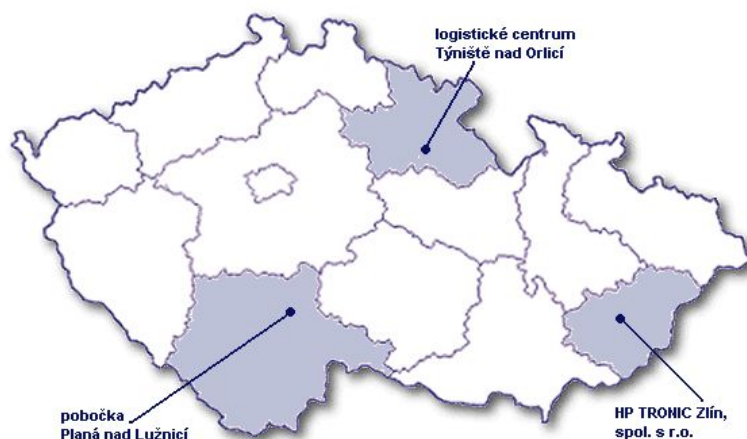 logistické centrum
Týniště nad Orlicí
pobočka
Planá nad Lužnicí
HP TRONIC Zlín,
spol. s r.o.